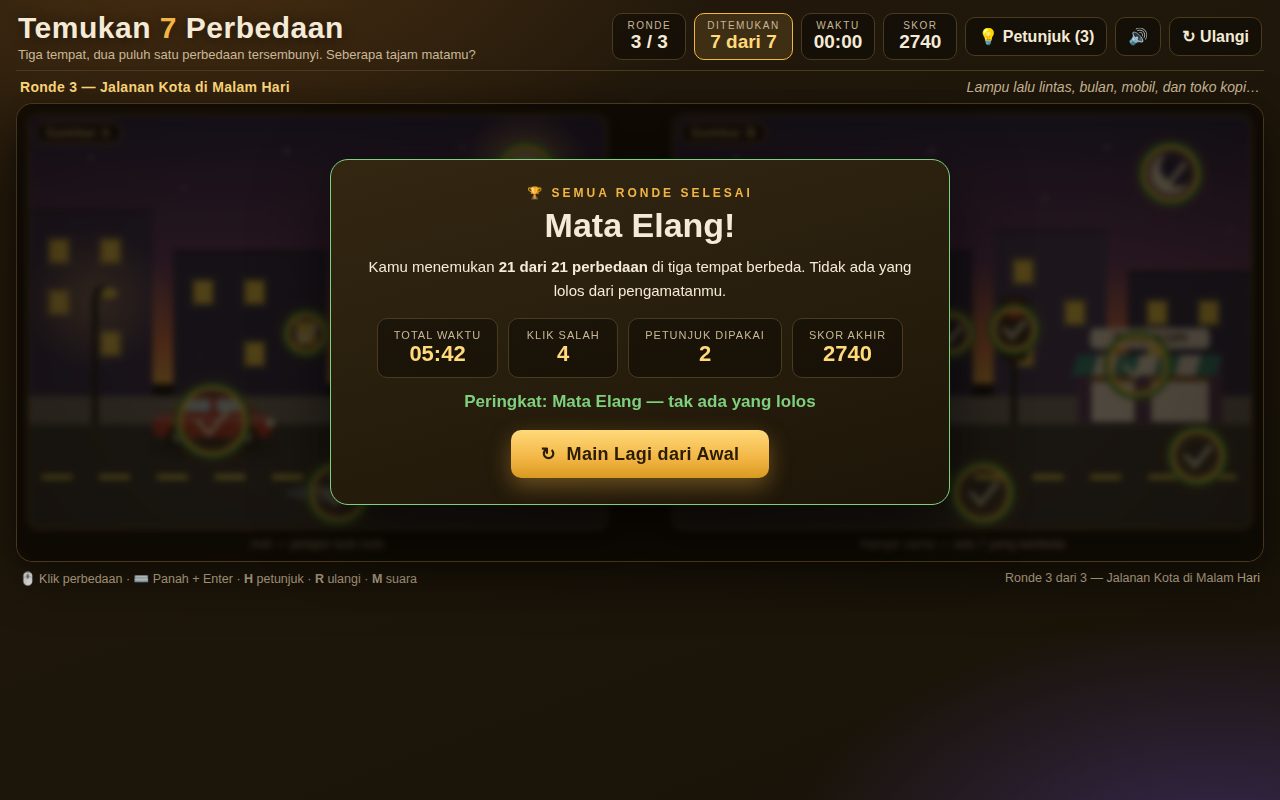 Temukan 7 Perbedaan
Tiga tempat, dua puluh satu perbedaan tersembunyi. Seberapa tajam matamu?
RONDE
3 / 3
DITEMUKAN
7 dari 7
WAKTU
00:00
SKOR
2740
💡 Petunjuk (3)
🔊
↻ Ulangi
Ronde 3 — Jalanan Kota di Malam Hari
Lampu lalu lintas, bulan, mobil, dan toko kopi…
🏆 SEMUA RONDE SELESAI
Mata Elang!
Kamu menemukan 21 dari 21 perbedaan di tiga tempat berbeda. Tidak ada yang
lolos dari pengamatanmu.
TOTAL WAKTU
05:42
KLIK SALAH
4
PETUNJUK DIPAKAI
2
SKOR AKHIR
2740
Peringkat: Mata Elang — tak ada yang lolos
↻ Main Lagi dari Awal
🖱️ Klik perbedaan · ⌨️ Panah + Enter · H petunjuk · R ulangi · M suara
Ronde 3 dari 3 — Jalanan Kota di Malam Hari